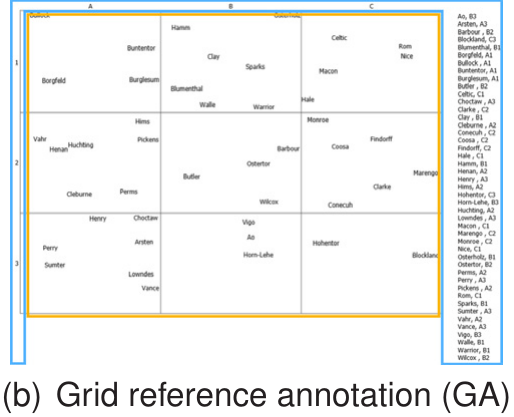 A B C
Bullock Osterholz
Hamm
Celtic
Buntentor Rom
Clay Nice
1 Sparks Macon
Borgfeld Burglesum
Blumenthal
Walle Warrior Hale
Hims Monroe
Vahr Pickens Findorff
Henan Huchting Barbour Coosa
2 Ostertor
Butler Marengo
Cleburne Perms Clarke
Wilcox Conecuh
Henry Choctaw Vigo
Arsten Ao Hohentor
Perry Horn-Lehe Blockland
3 Sumter
Lowndes
Vance
Ao, B3
Arsten, A3
Barbour , B2
Blockland, C3
Blumenthal, B1
Borgfeld, A1
Bullock , A1
Buntentor, A1
Burglesum, A1
Butler , B2
Celtic, C1
Choctaw , A3
Clarke , C2
Clay , B1
Cleburne , A2
Conecuh , C2
Coosa , C2
Findorff, C2
Hale , C1
Hamm, B1
Henan, A2
Henry , A3
Hims, A2
Hohentor, C3
Horn-Lehe, B3
Huchting, A2
Lowndes , A3
Macon , C1
Marengo , C2
Monroe , C2
Nice, C1
Osterholz, B1
Ostertor, B2
Perms, A2
Perry , A3
Pickens , A2
Rom, C1
Sparks, B1
Sumter , A3
Vahr, A2
Vance, A3
Vigo, B3
Walle, B1
Warrior, B1
Wilcox , B2
(b) Grid reference annotation (GA)